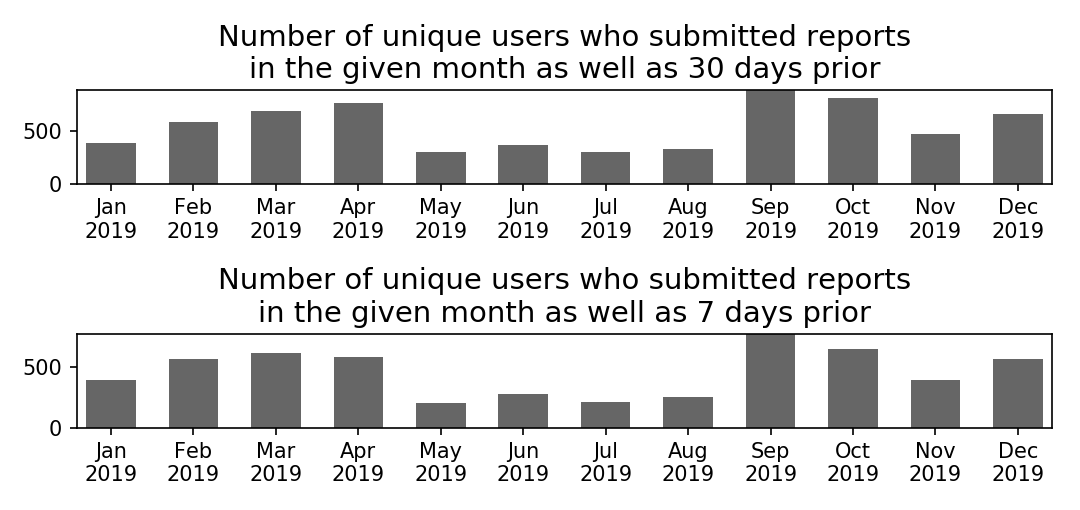 Number of unique users who submitted reports
in the given month as well as 30 days prior
500
0
Jan Feb Mar Apr May Jun Jul Aug Sep Oct Nov Dec
2019 2019 2019 2019 2019 2019 2019 2019 2019 2019 2019 2019
Number of unique users who submitted reports
in the given month as well as 7 days prior
500
0
Jan Feb Mar Apr May Jun Jul Aug Sep Oct Nov Dec
2019 2019 2019 2019 2019 2019 2019 2019 2019 2019 2019 2019